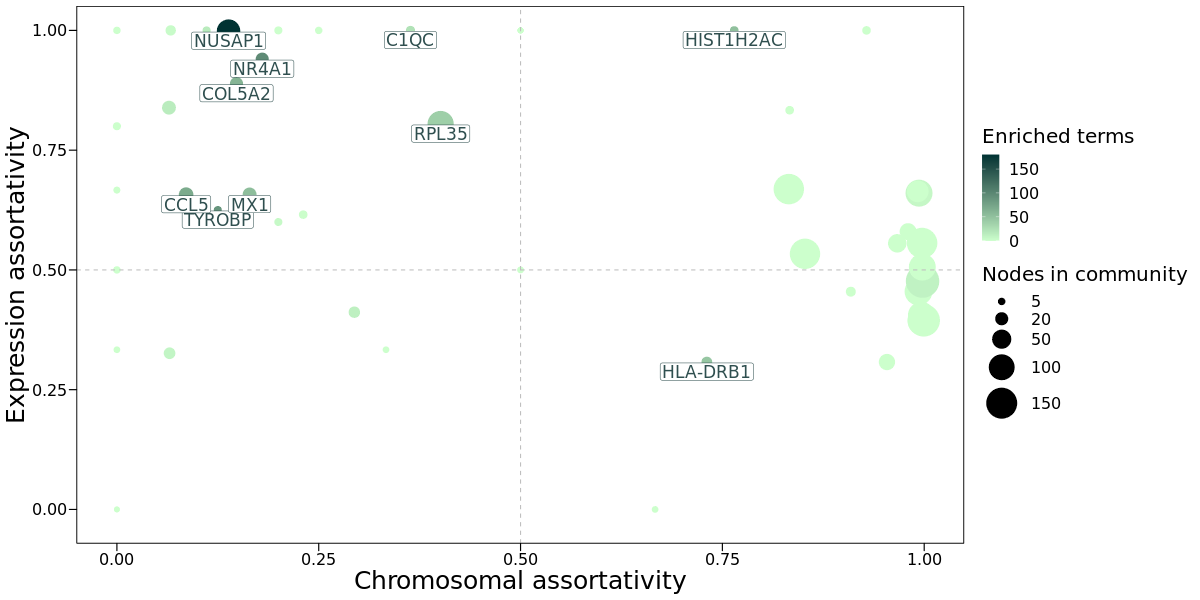 1.00
0.75
0.50
0.25
0.00
Expression assortativity
NUSAP1
C1QC
HIST1H2AC
NR4A1
COL5A2
RPL35
CCL5
MX1
TYROBP
HLA-DRB1
0.00
0.25
0.50
0.75
1.00
Chromosomal assortativity
Enriched terms
150
100
50
0
Nodes in community
5
20
50
100
150